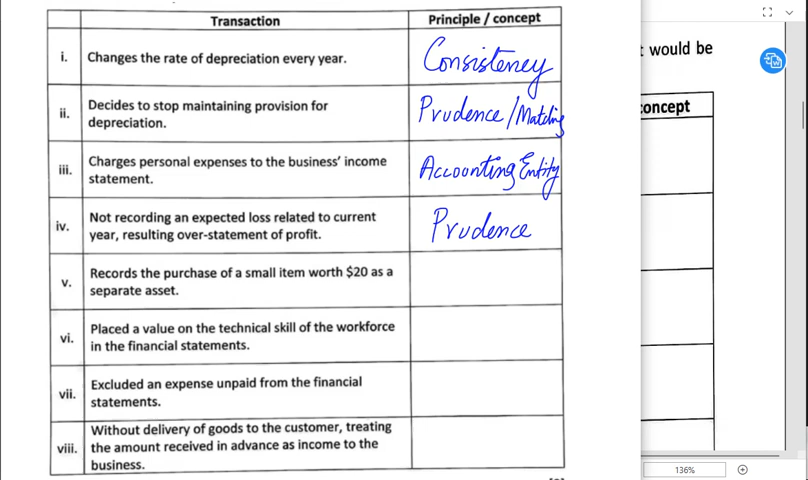 Transaction
Principle / concept
i.
Changes the rate of depreciation every year.
Consistency
ii.
Decides to stop maintaining provision for
depreciation.
Prudence / Matching
iii.
Charges personal expenses to the business' income
statement.
Accounting Entity
iv.
Not recording an expected loss related to current
year, resulting over-statement of profit.
Prudence
v.
Records the purchase of a small item worth $20 as a
separate asset.
vi.
Placed a value on the technical skill of the workforce
in the financial statements.
vii.
Excluded an expense unpaid from the financial
statements.
viii.
Without delivery of goods to the customer, treating
the amount received in advance as income to the
business.
would be
concept
136%